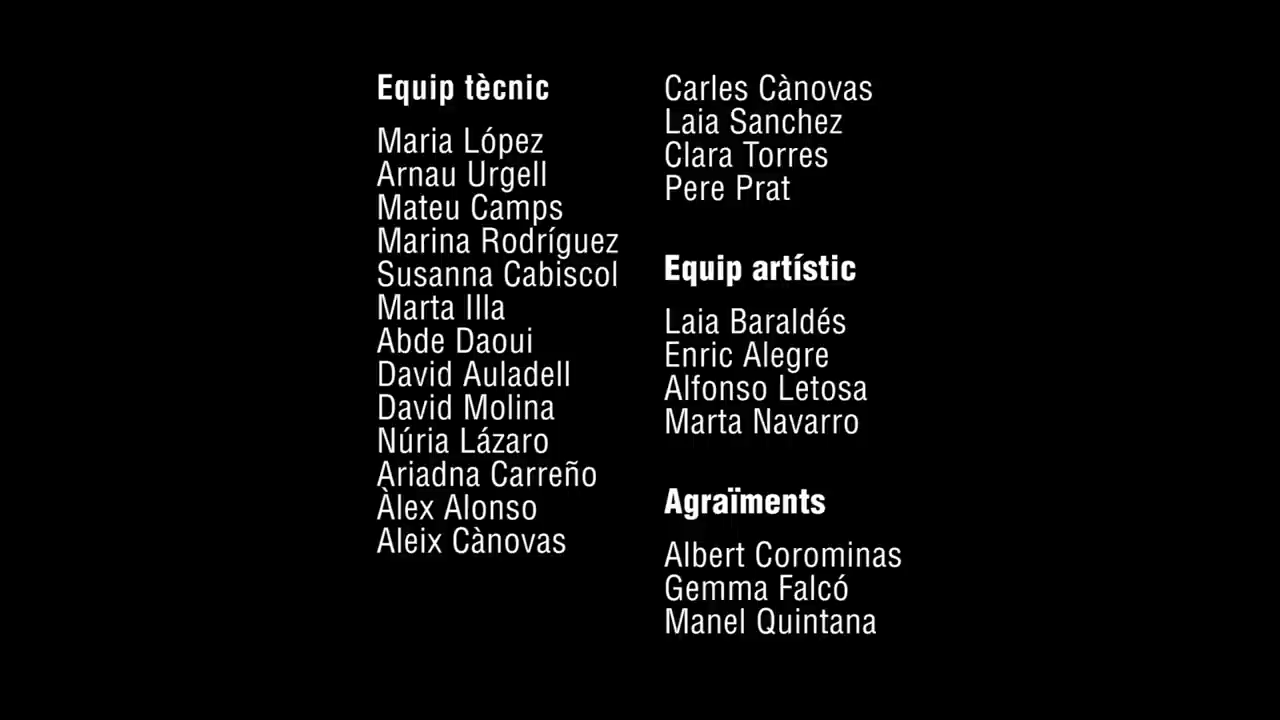 Equip tècnic
Maria López
Arnau Urgell
Mateu Camps
Marina Rodríguez
Susanna Cabiscol
Marta Illa
Abde Daoui
David Auladell
David Molina
Núria Lázaro
Ariadna Carreño
Àlex Alonso
Aleix Cànovas
Carles Cànovas
Laia Sanchez
Clara Torres
Pere Prat
Equip artístic
Laia Baraldés
Enric Alegre
Alfonso Letosa
Marta Navarro
Agraïments
Albert Corominas
Gemma Falcó
Manel Quintana